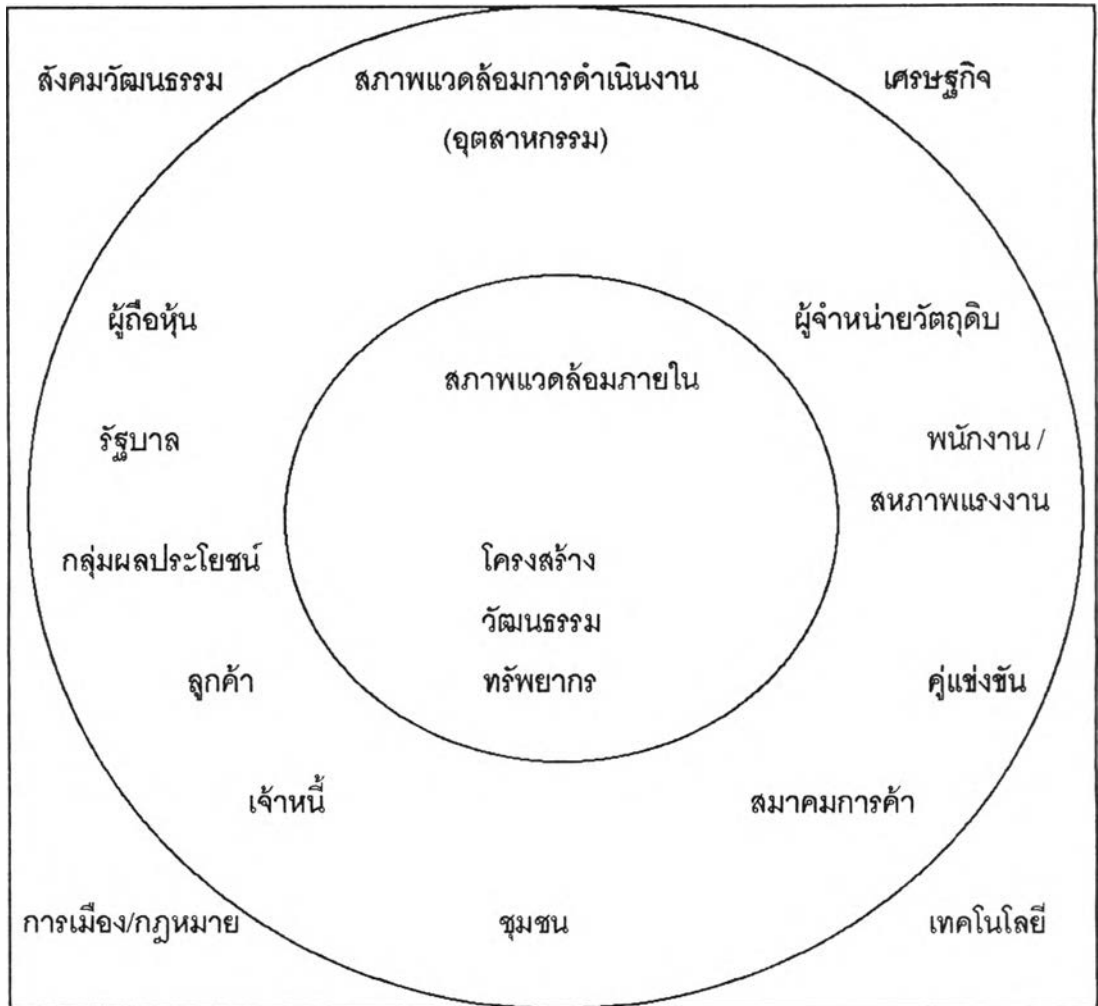 สังคมวัฒนธรรม สภาพแวดล้อมการดำเนินงาน เศรษฐกิจ
(อุตสาหกรรม)
ผู้ถือหุ้น ผู้จำหน่ายวัตถุดิบ
สภาพแวดล้อมภายใน
รัฐบาล พนักงาน /
สหภาพแรงงาน
กลุ่มผลประโยชน์ โครงสร้าง
วัฒนธรรม
ลูกค้า ทรัพยากร คู่แข่งขัน
เจ้าหนี้ สมาคมการค้า
การเมือง/กฎหมาย ชุมชน เทคโนโลยี